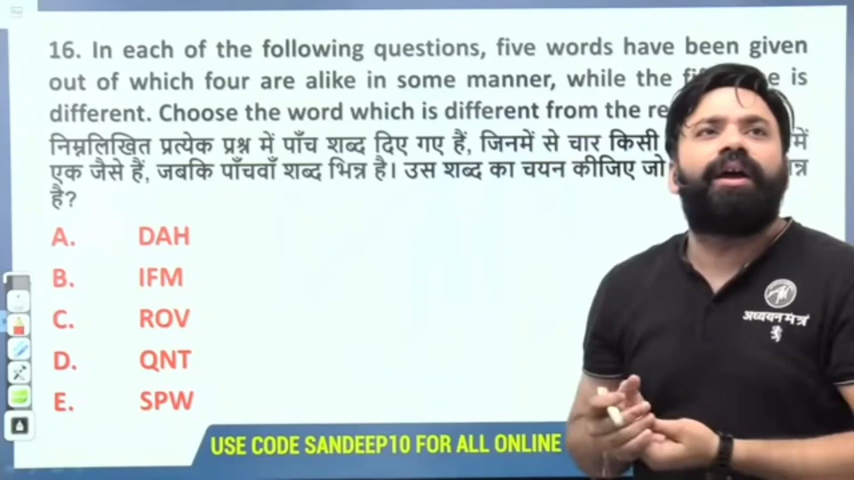 16. In each of the following questions, five words have been given
out of which four are alike in some manner, while the is
different. Choose the word which is different from the
निम्नलिखित प्रत्येक प्रश्न में पाँच शब्द दिए गए हैं, जिनमें से चार किसी में
एक जैसे हैं, जबकि पाँचवाँ शब्द भिन्न है। उस शब्द का चयन कीजिए जो
है?
A. DAH
B. IFM
C. ROV
D. QNT
E. SPW
अध्ययन मंत्र
USE CODE SANDEEP10 FOR ALL ONLINE